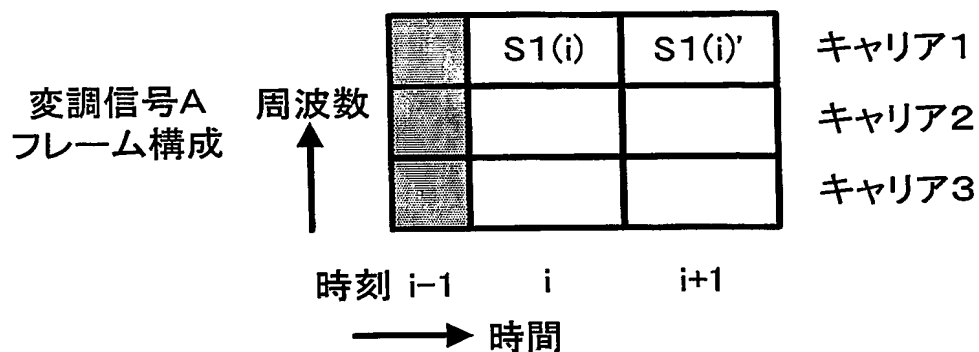 S1(i) S1(i)' キャリア1
変調信号A 周波数 キャリア2
フレーム構成
キャリア3
時刻 i-1 i i+1
時間